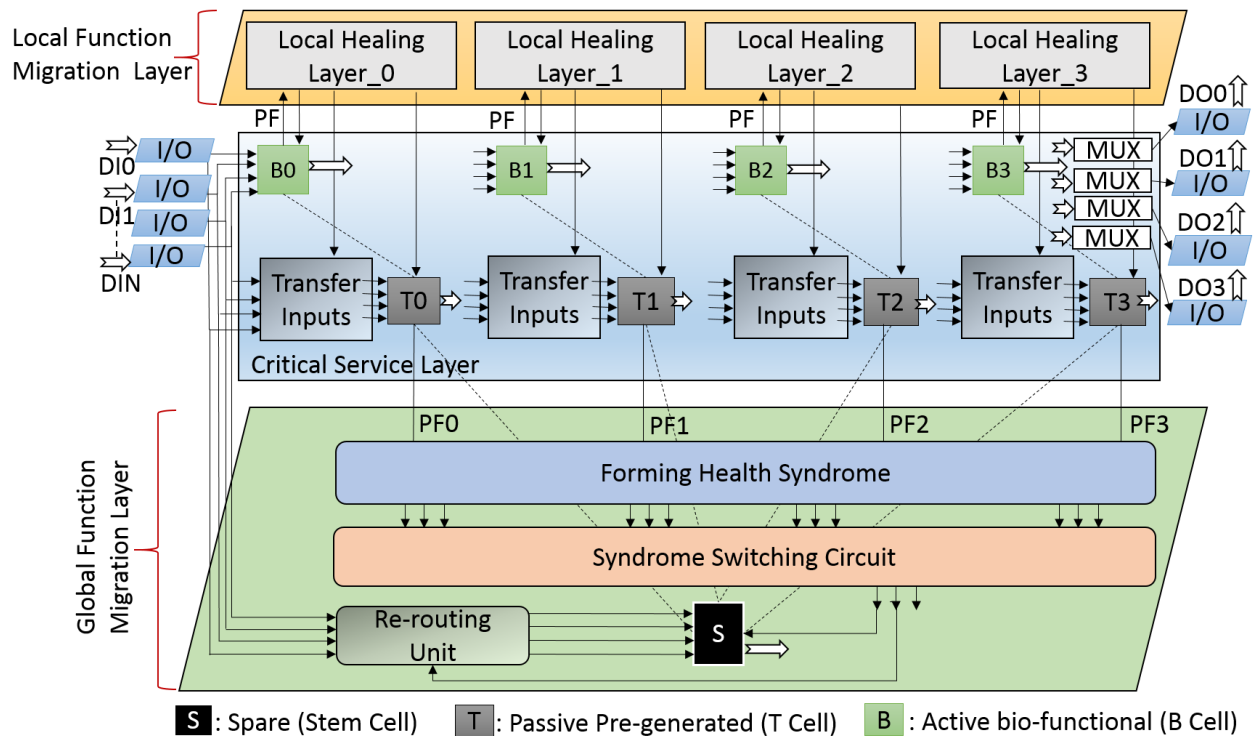 Local Function
Migration Layer
Local Healing
Layer_0
Local Healing
Layer_1
Local Healing
Layer_2
Local Healing
Layer_3
PF
PF
PF
PF
DI0
I/O
I/O
DI1
I/O
I/O
DIN
B0
B1
B2
B3
MUX
MUX
MUX
MUX
DO0
I/O
DO1
I/O
DO2
I/O
DO3
I/O
Transfer
Inputs
T0
Transfer
Inputs
T1
Transfer
Inputs
T2
Transfer
Inputs
T3
Critical Service Layer
Global Function
Migration Layer
PF0
PF1
PF2
PF3
Forming Health Syndrome
Syndrome Switching Circuit
Re-routing
Unit
S
S : Spare (Stem Cell)
T : Passive Pre-generated (T Cell)
B : Active bio-functional (B Cell)